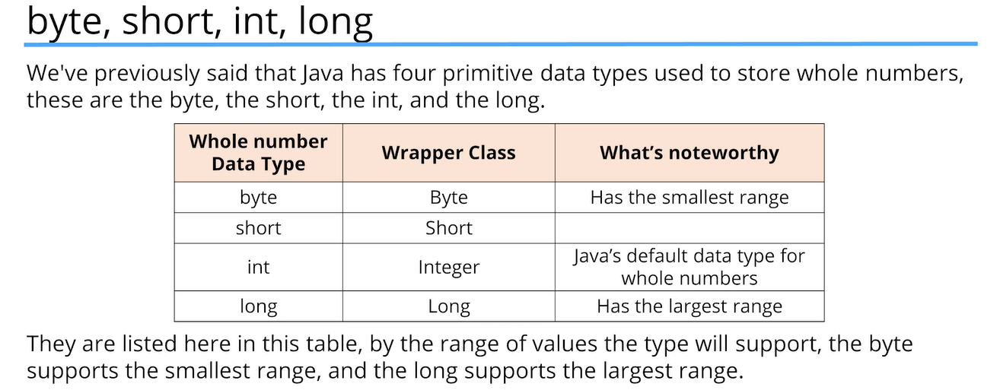 byte, short, int, long
We've previously said that Java has four primitive data types used to store whole numbers,
these are the byte, the short, the int, and the long.
Whole number
Data Type
Wrapper Class
What’s noteworthy
byte
Byte
Has the smallest range
short
Short
int
Integer
Java’s default data type for
whole numbers
long
Long
Has the largest range
They are listed here in this table, by the range of values the type will support, the byte
supports the smallest range, and the long supports the largest range.